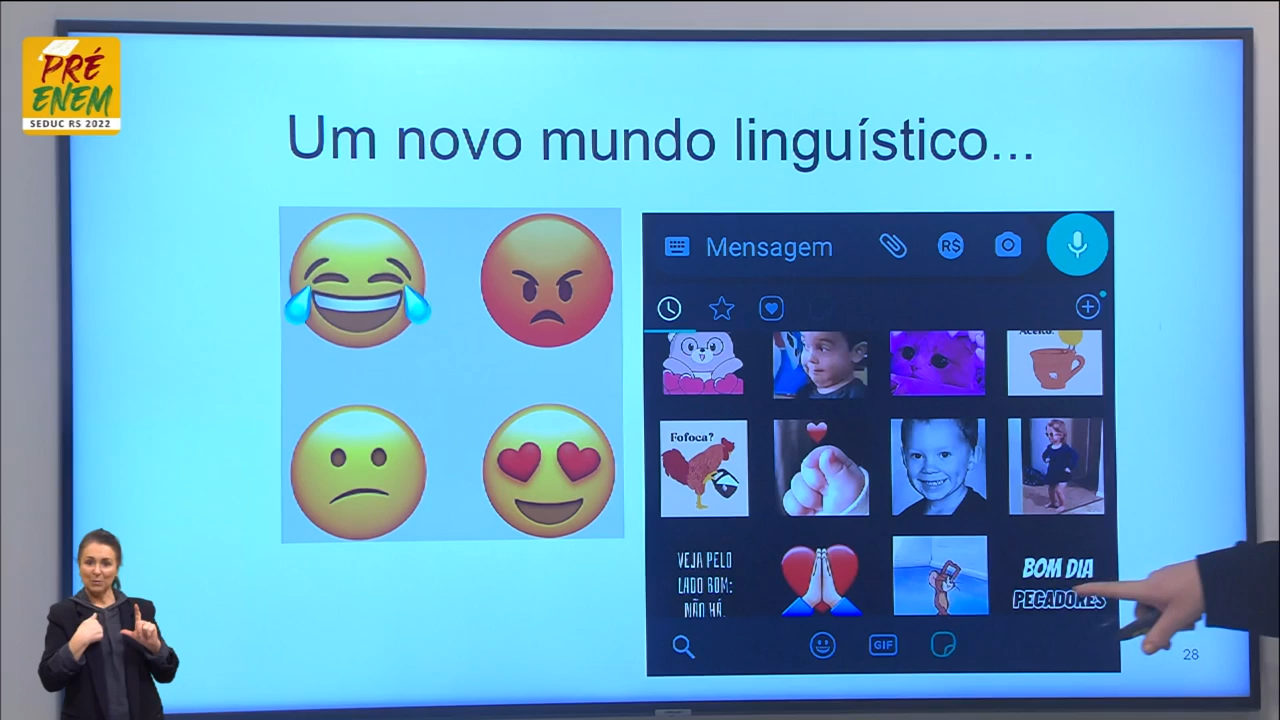 PRÉ
ENEM
SEDUC RS 2022
Um novo mundo linguístico...
Mensagem
R$
Fofoca?
VEJA PELO
LADO BOM:
NÃO HÁ.
BOM DIA
PECADORES
GIF
28